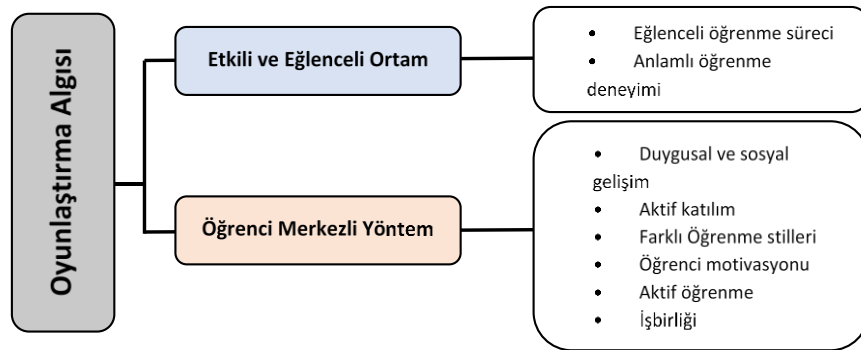 Oyunlaştırma Algısı
Etkili ve Eğlenceli Ortam
• Eğlenceli öğrenme süreci
• Anlamlı öğrenme
deneyimi
Öğrenci Merkezli Yöntem
• Duygusal ve sosyal
gelişim
• Aktif katılım
• Farklı Öğrenme stilleri
• Öğrenci motivasyonu
• Aktif öğrenme
• İşbirliği